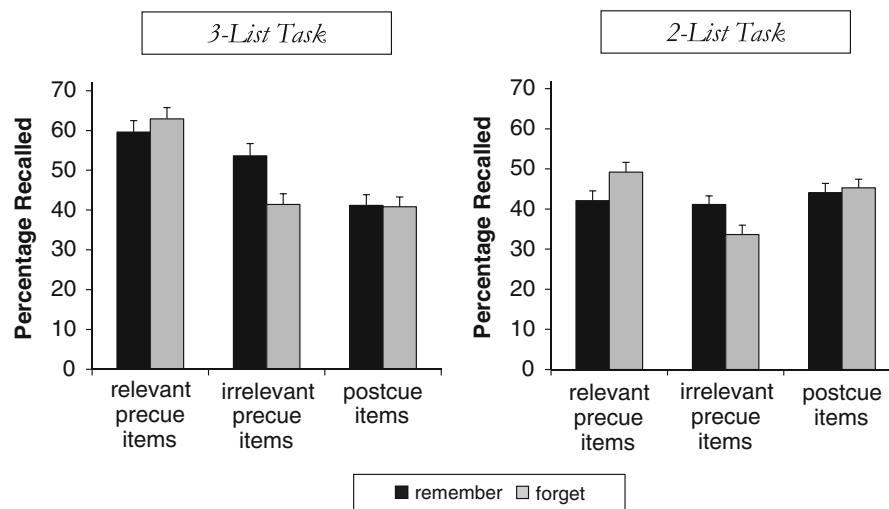 3-List Task
Percentage Recalled
70
60
50
40
30
20
10
0
relevant precue items
irrelevant precue items
postcue items
2-List Task
Percentage Recalled
70
60
50
40
30
20
10
0
relevant precue items
irrelevant precue items
postcue items
remember forget